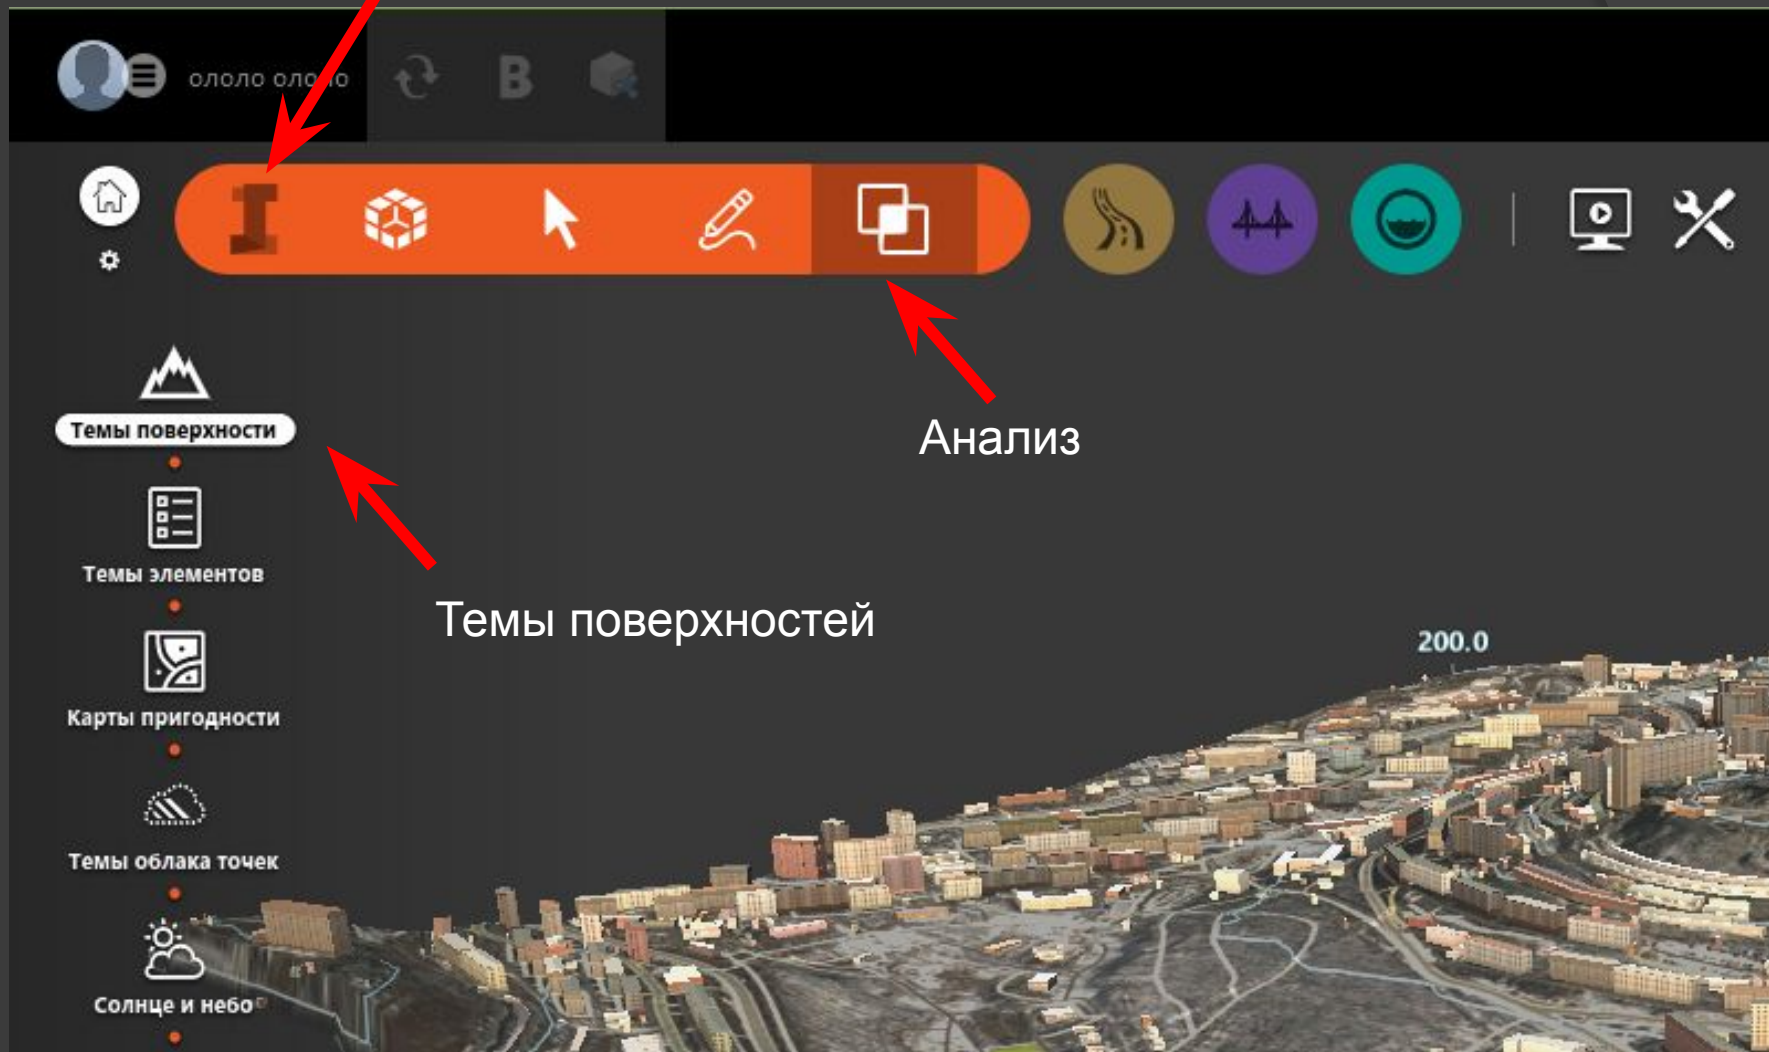 ололо ололо
B
Темы поверхности
Анализ
Темы элементов
Темы поверхностей
200.0
Карты пригодности
Темы облака точек
Солнце и небо